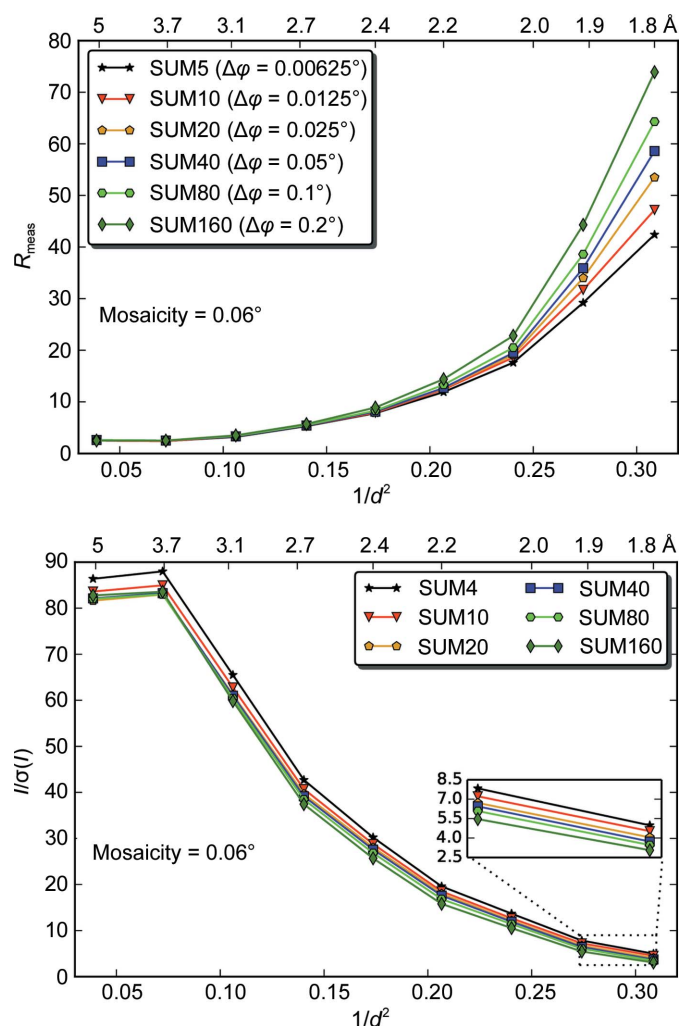 5 3.7 3.1 2.7 2.4 2.2 2.0 1.9 1.8 Å
80
70
60
50
40
30
20
10
0
R_meas
SUM5 (Δφ = 0.00625°)
SUM10 (Δφ = 0.0125°)
SUM20 (Δφ = 0.025°)
SUM40 (Δφ = 0.05°)
SUM80 (Δφ = 0.1°)
SUM160 (Δφ = 0.2°)
Mosaicity = 0.06°
0.05 0.10 0.15 0.20 0.25 0.30
1/d²
5 3.7 3.1 2.7 2.4 2.2 2.0 1.9 1.8 Å
90
80
70
60
50
40
30
20
10
0
I/σ(I)
SUM4 SUM40
SUM10 SUM80
SUM20 SUM160
8.5
7.0
5.5
4.0
2.5
Mosaicity = 0.06°
0.05 0.10 0.15 0.20 0.25 0.30
1/d²